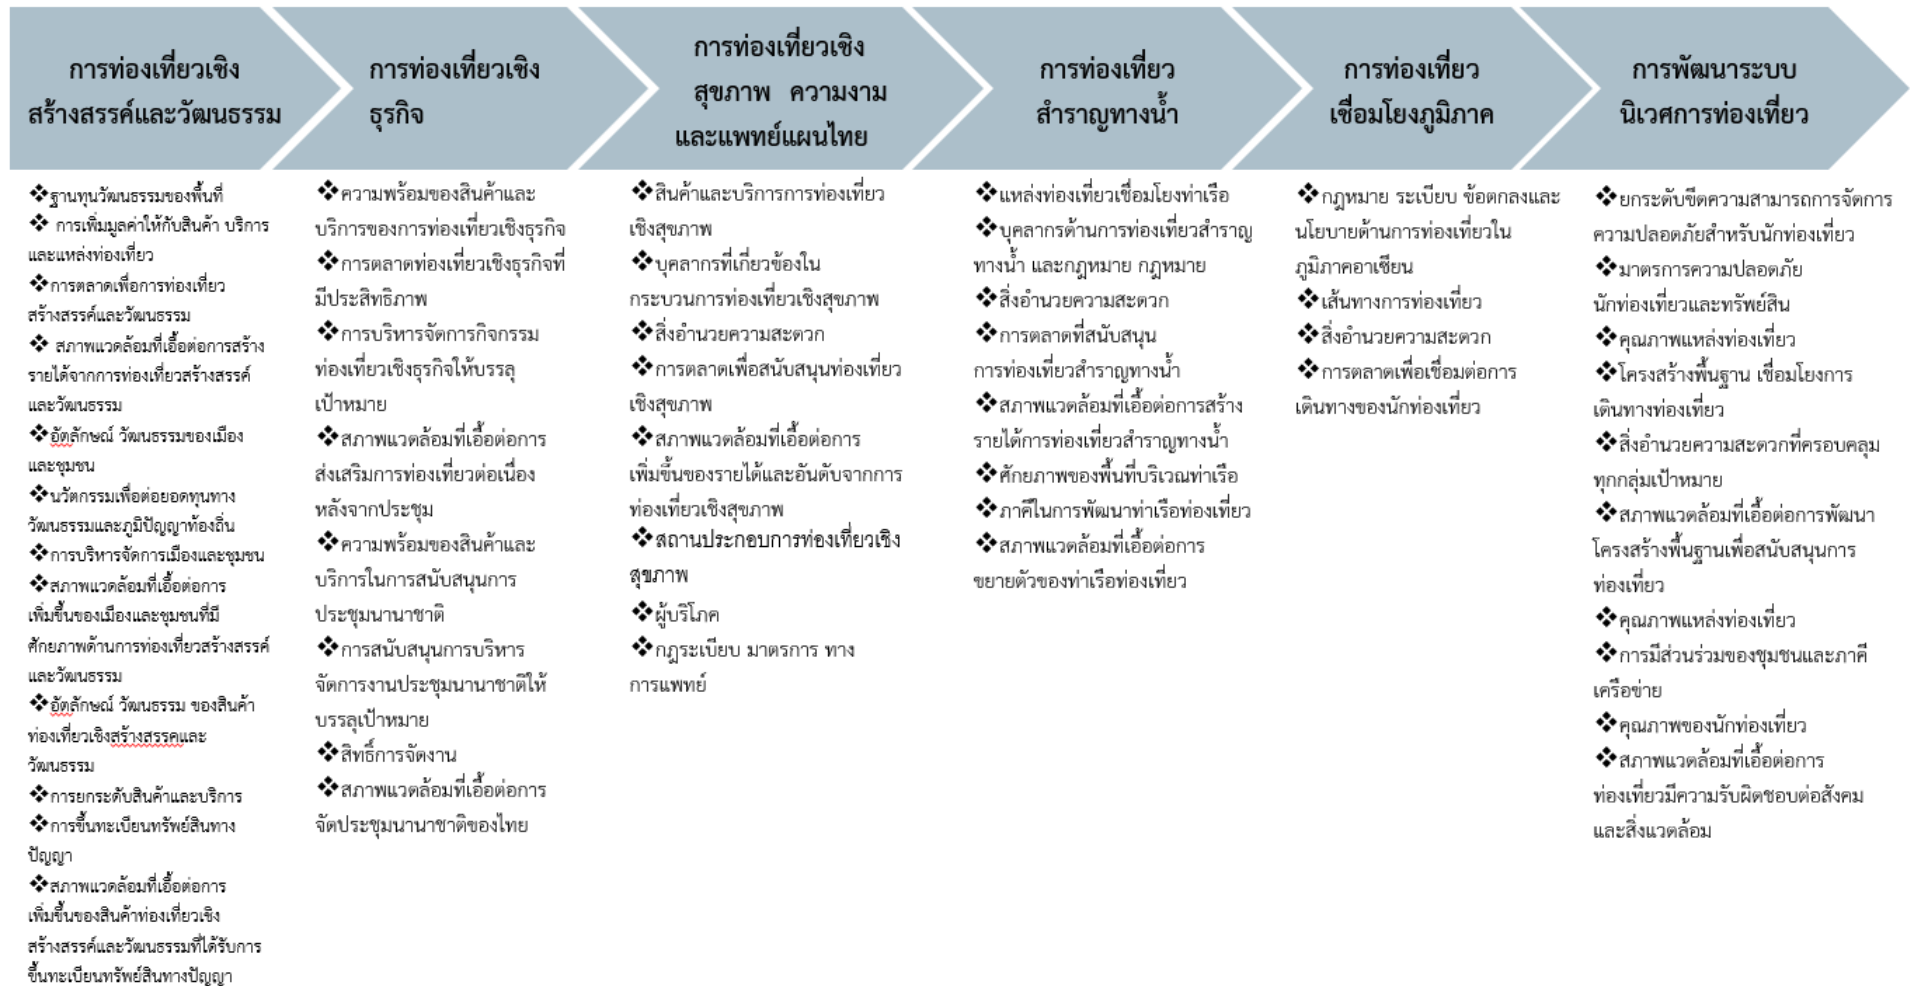 การท่องเที่ยวเชิง
สร้างสรรค์และวัฒนธรรม
❖ฐานทุนวัฒนธรรมของพื้นที่
❖ การเพิ่มมูลค่าให้กับสินค้า บริการ
และแหล่งท่องเที่ยว
❖การตลาดเพื่อการท่องเที่ยว
สร้างสรรค์และวัฒนธรรม
❖ สภาพแวดล้อมที่เอื้อต่อการสร้าง
รายได้จากการท่องเที่ยวสร้างสรรค์
และวัฒนธรรม
❖อัตลักษณ์ วัฒนธรรมของเมือง
และชุมชน
❖นวัตกรรมเพื่อต่อยอดทุนทาง
วัฒนธรรมและภูมิปัญญาท้องถิ่น
❖การบริหารจัดการเมืองและชุมชน
❖สภาพแวดล้อมที่เอื้อต่อการ
เพิ่มขึ้นของเมืองและชุมชนที่มี
ศักยภาพด้านการท่องเที่ยวสร้างสรรค์
และวัฒนธรรม
❖อัตลักษณ์ วัฒนธรรม ของสินค้า
ท่องเที่ยวเชิงสร้างสรรคและ
วัฒนธรรม
❖การยกระดับสินค้าและบริการ
❖การขึ้นทะเบียนทรัพย์สินทาง
ปัญญา
❖สภาพแวดล้อมที่เอื้อต่อการ
เพิ่มขึ้นของสินค้าท่องเที่ยวเชิง
สร้างสรรค์และวัฒนธรรมที่ได้รับการ
ขึ้นทะเบียนทรัพย์สินทางปัญญา
การท่องเที่ยวเชิง
ธุรกิจ
❖ความพร้อมของสินค้าและ
บริการของการท่องเที่ยวเชิงธุรกิจ
❖การตลาดท่องเที่ยวเชิงธุรกิจที่
มีประสิทธิภาพ
❖การบริหารจัดการกิจกรรม
ท่องเที่ยวเชิงธุรกิจให้บรรลุ
เป้าหมาย
❖สภาพแวดล้อมที่เอื้อต่อการ
ส่งเสริมการท่องเที่ยวต่อเนื่อง
หลังจากประชุม
❖ความพร้อมของสินค้าและ
บริการในการสนับสนุนการ
ประชุมนานาชาติ
❖การสนับสนุนการบริหาร
จัดการงานประชุมนานาชาติให้
บรรลุเป้าหมาย
❖สิทธิ์การจัดงาน
❖สภาพแวดล้อมที่เอื้อต่อการ
จัดประชุมนานาชาติของไทย
การท่องเที่ยวเชิง
สุขภาพ ความงาม
และแพทย์แผนไทย
❖สินค้าและบริการการท่องเที่ยว
เชิงสุขภาพ
❖บุคลากรที่เกี่ยวข้องใน
กระบวนการท่องเที่ยวเชิงสุขภาพ
❖สิ่งอำนวยความสะดวก
❖การตลาดเพื่อสนับสนุนท่องเที่ยว
เชิงสุขภาพ
❖สภาพแวดล้อมที่เอื้อต่อการ
เพิ่มขึ้นของรายได้และอันดับจากการ
ท่องเที่ยวเชิงสุขภาพ
❖สถานประกอบการท่องเที่ยวเชิง
สุขภาพ
❖ผู้บริโภค
❖กฎระเบียบ มาตรการ ทาง
การแพทย์
การท่องเที่ยว
สำราญทางน้ำ
❖แหล่งท่องเที่ยวเชื่อมโยงท่าเรือ
❖บุคลากรด้านการท่องเที่ยวสำราญ
ทางน้ำ และกฎหมาย กฎหมาย
❖สิ่งอำนวยความสะดวก
❖การตลาดที่สนับสนุน
การท่องเที่ยวสำราญทางน้ำ
❖สภาพแวดล้อมที่เอื้อต่อการสร้าง
รายได้การท่องเที่ยวสำราญทางน้ำ
❖ศักยภาพของพื้นที่บริเวณท่าเรือ
❖ภาคีในการพัฒนาท่าเรือท่องเที่ยว
❖สภาพแวดล้อมที่เอื้อต่อการ
ขยายตัวของท่าเรือท่องเที่ยว
การท่องเที่ยว
เชื่อมโยงภูมิภาค
❖กฎหมาย ระเบียบ ข้อตกลงและ
นโยบายด้านการท่องเที่ยวใน
ภูมิภาคอาเซียน
❖เส้นทางการท่องเที่ยว
❖สิ่งอำนวยความสะดวก
❖การตลาดเพื่อเชื่อมต่อการ
เดินทางของนักท่องเที่ยว
การพัฒนาระบบ
นิเวศการท่องเที่ยว
❖ยกระดับขีดความสามารถการจัดการ
ความปลอดภัยสำหรับนักท่องเที่ยว
❖มาตรการความปลอดภัย
นักท่องเที่ยวและทรัพย์สิน
❖คุณภาพแหล่งท่องเที่ยว
❖โครงสร้างพื้นฐาน เชื่อมโยงการ
เดินทางท่องเที่ยว
❖สิ่งอำนวยความสะดวกที่ครอบคลุม
ทุกกลุ่มเป้าหมาย
❖สภาพแวดล้อมที่เอื้อต่อการพัฒนา
โครงสร้างพื้นฐานเพื่อสนับสนุนการ
ท่องเที่ยว
❖คุณภาพแหล่งท่องเที่ยว
❖การมีส่วนร่วมของชุมชนและภาคี
เครือข่าย
❖คุณภาพของนักท่องเที่ยว
❖สภาพแวดล้อมที่เอื้อต่อการ
ท่องเที่ยวมีความรับผิดชอบต่อสังคม
และสิ่งแวดล้อม